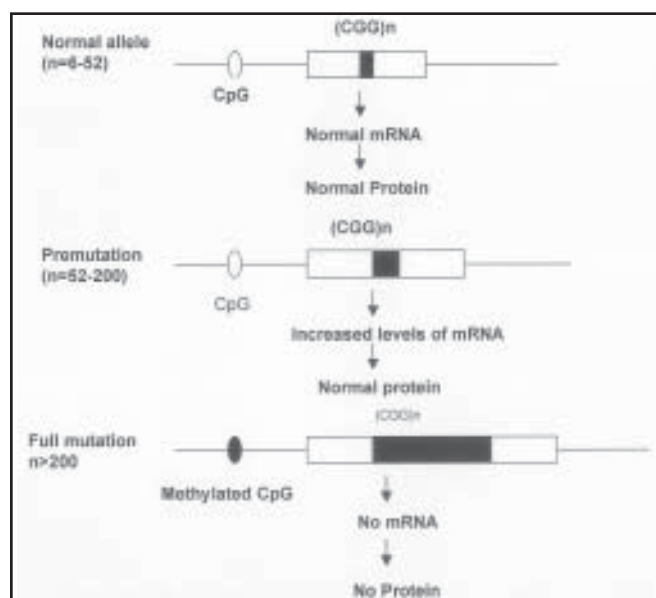 (CGG)n
Normal allele
(n=6-52)
CpG
Normal mRNA
Normal Protein
(CGG)n
Premutation
(n=52-200)
CpG
Increased levels of mRNA
Normal protein
(CGG)n
Full mutation
n>200
Methylated CpG
No mRNA
No Protein